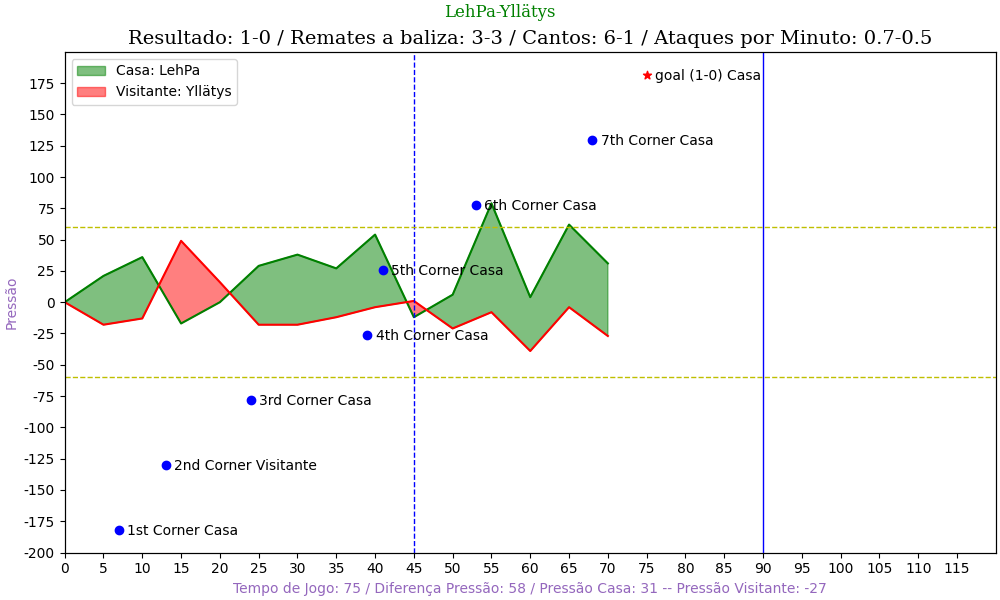 LehPa-Yllätys
Resultado: 1-0 / Remates a baliza: 3-3 / Cantos: 6-1 / Ataques por Minuto: 0.7-0.5
Casa: LehPa
Visitante: Yllätys
goal (1-0) Casa
7th Corner Casa
6th Corner Casa
5th Corner Casa
4th Corner Casa
3rd Corner Casa
2nd Corner Visitante
1st Corner Casa
Pressão
175
150
125
100
75
50
25
0
-25
-50
-75
-100
-125
-150
-175
-200
0 5 10 15 20 25 30 35 40 45 50 55 60 65 70 75 80 85 90 95 100 105 110 115
Tempo de Jogo: 75 / Diferença Pressão: 58 / Pressão Casa: 31 -- Pressão Visitante: -27